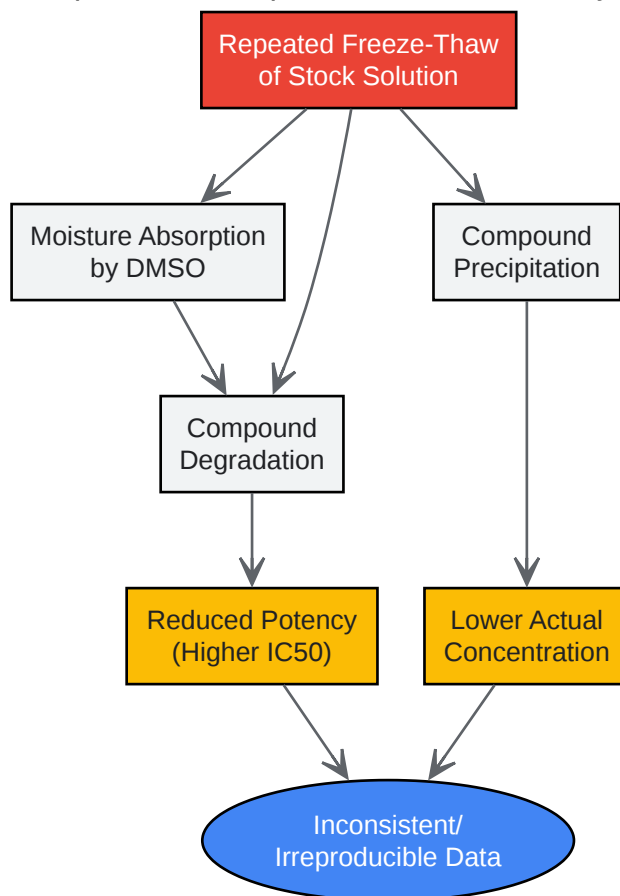 Repeated Freeze-Thaw
of Stock Solution
Moisture Absorption
by DMSO
Compound
Precipitation
Compound
Degradation
Reduced Potency
(Higher IC50)
Lower Actual
Concentration
Inconsistent/
Irreproducible Data